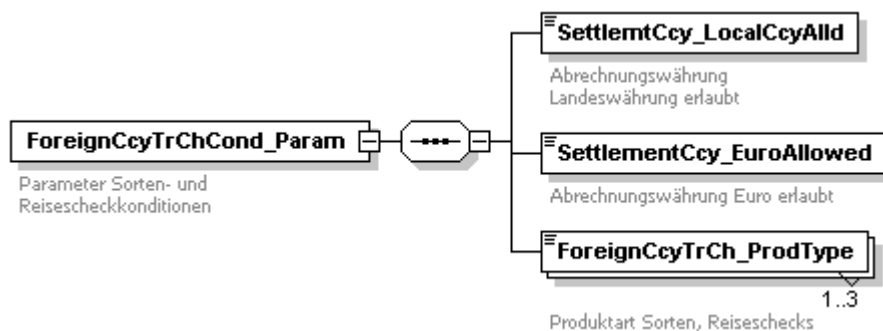 SettlemtCcy_LocalCcyAlld
Abrechnungswährung
Landeswährung erlaubt
ForeignCcyTrChCond_Param
Parameter Sorten- und
Reisescheckkonditionen
SettlementCcy_EuroAllowed
Abrechnungswährung Euro erlaubt
ForeignCcyTrCh_ProdType
1..3
Produktart Sorten, Reiseschecks